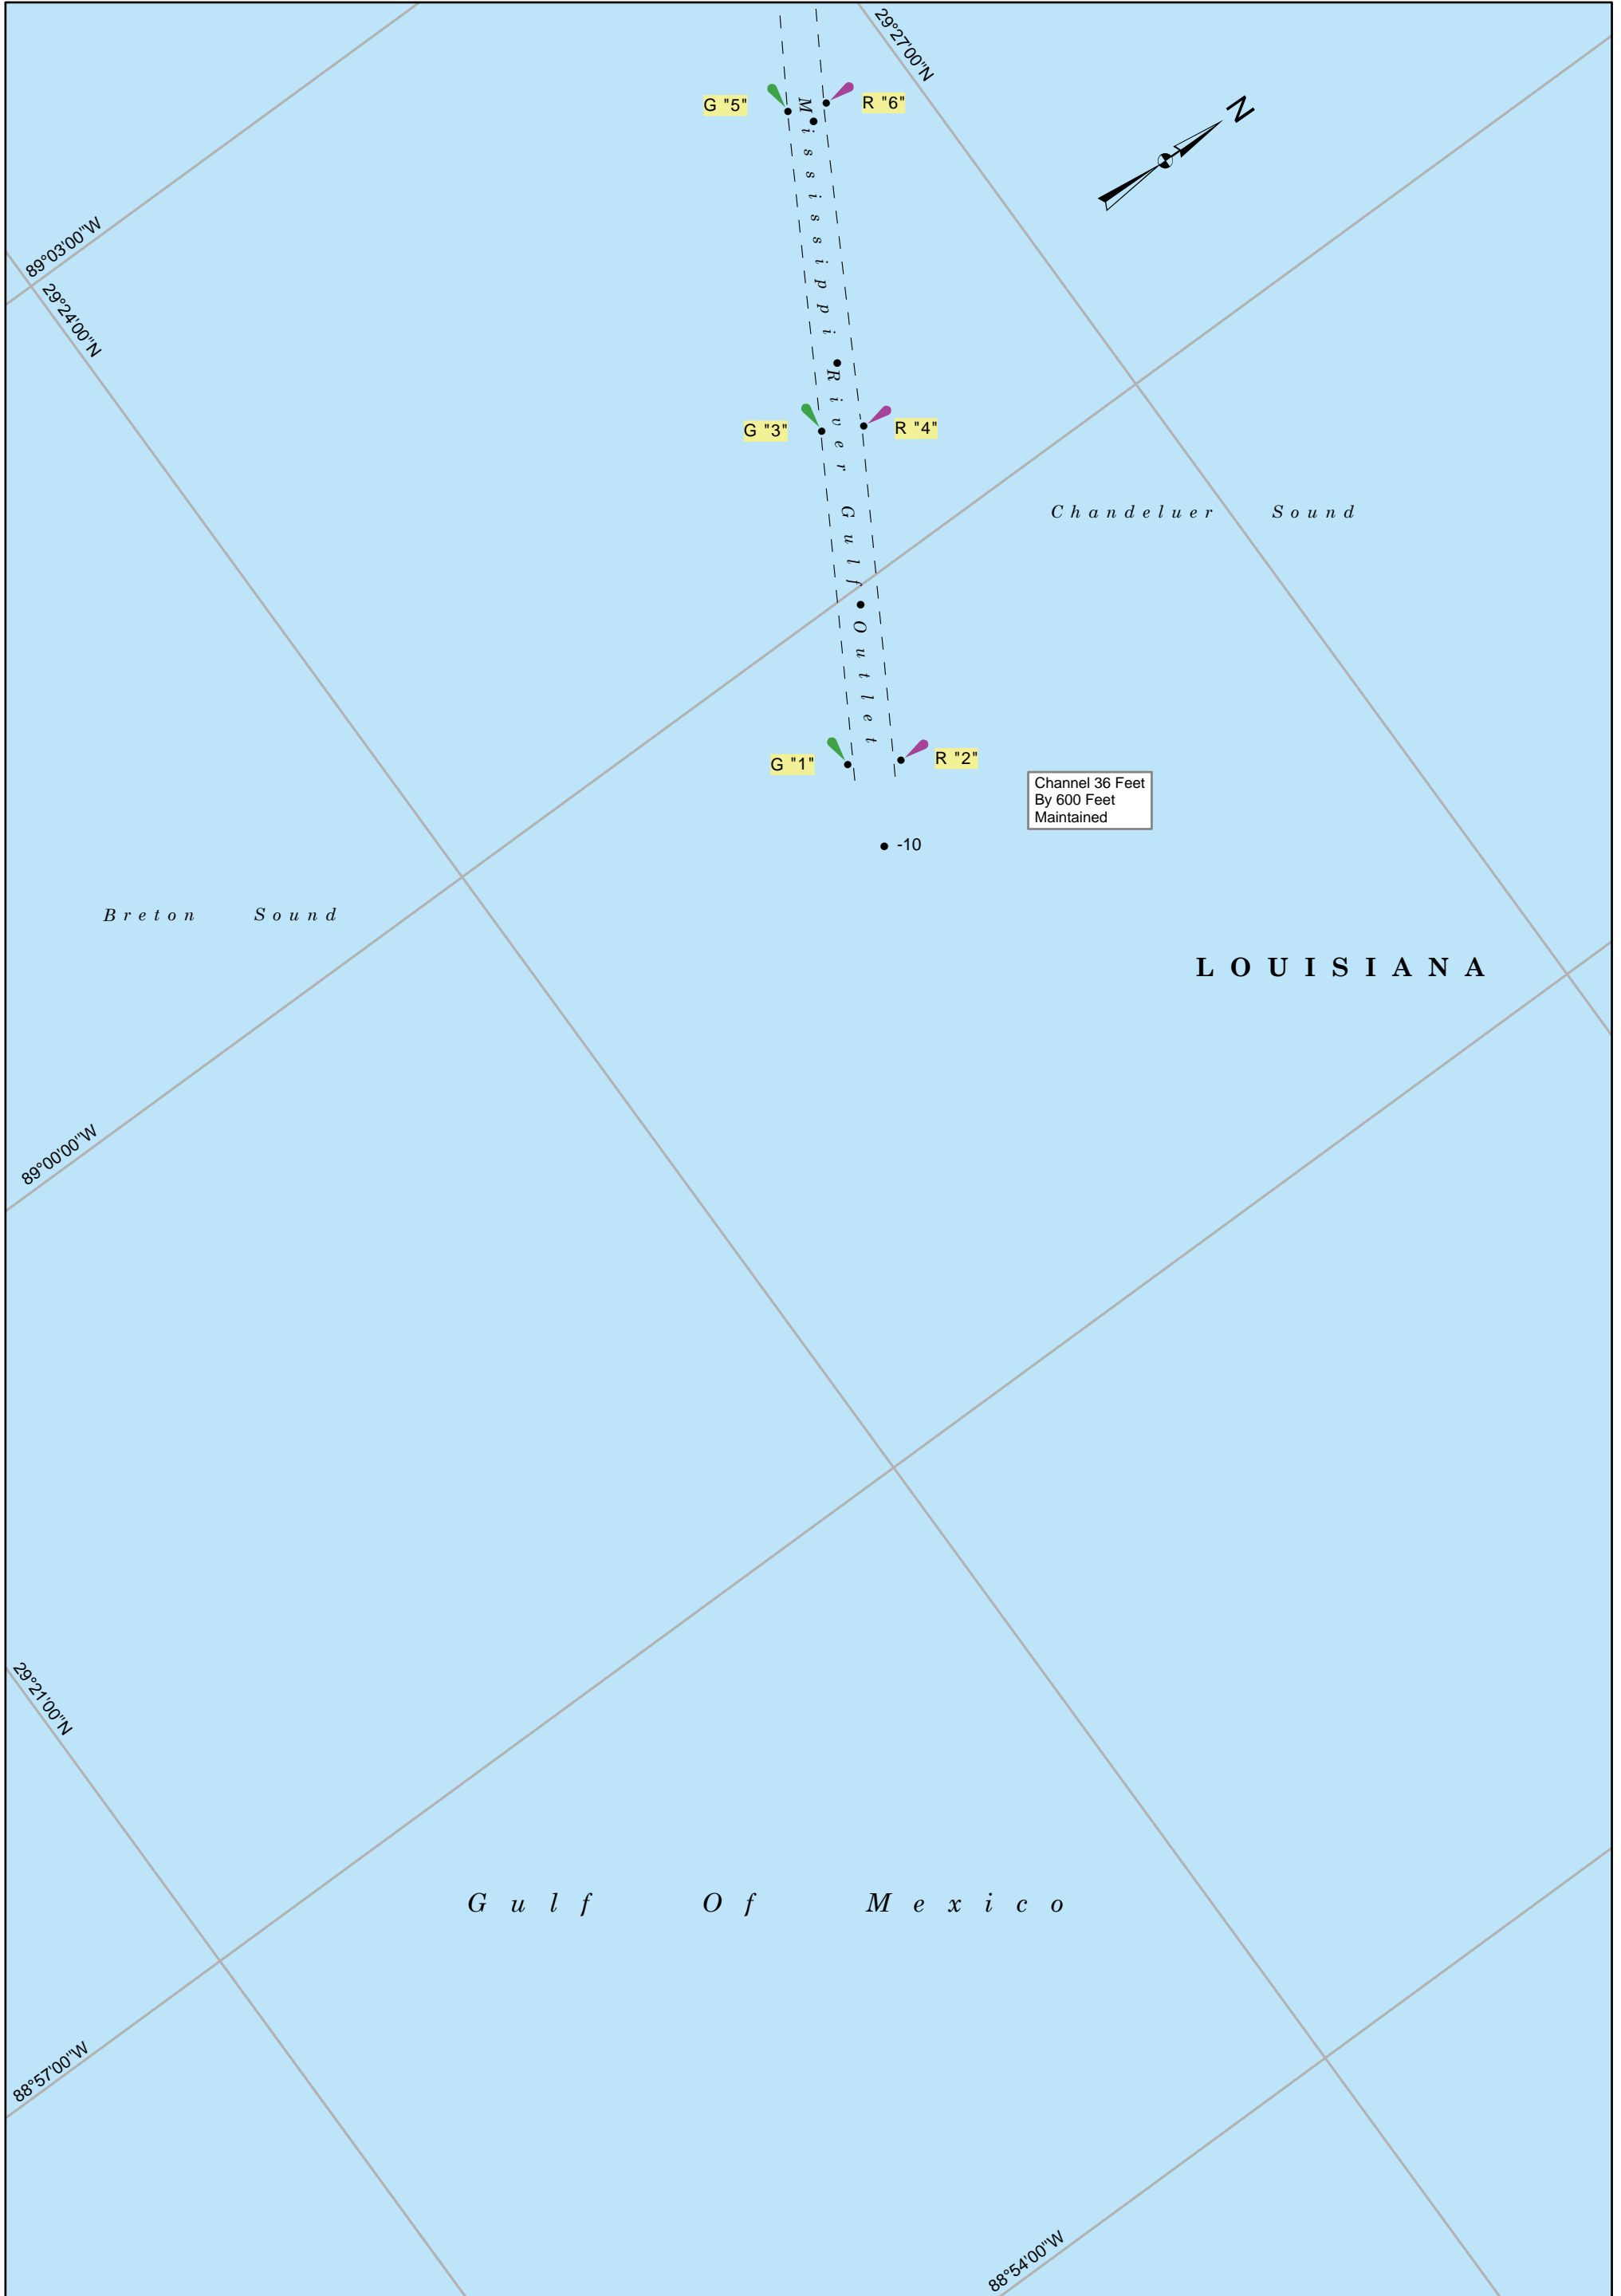 29°27'00"N
G "5"
R "6"
N
89°03'00"W
29°24'00"N
Mississippi River Gulf Outlet
G "3"
R "4"
Chandeluer Sound
G "1"
R "2"
Channel 36 Feet
By 600 Feet
Maintained
-10
Breton Sound
LOUISIANA
89°00'00"W
29°21'00"N
Gulf Of Mexico
88°57'00"W
88°54'00"W